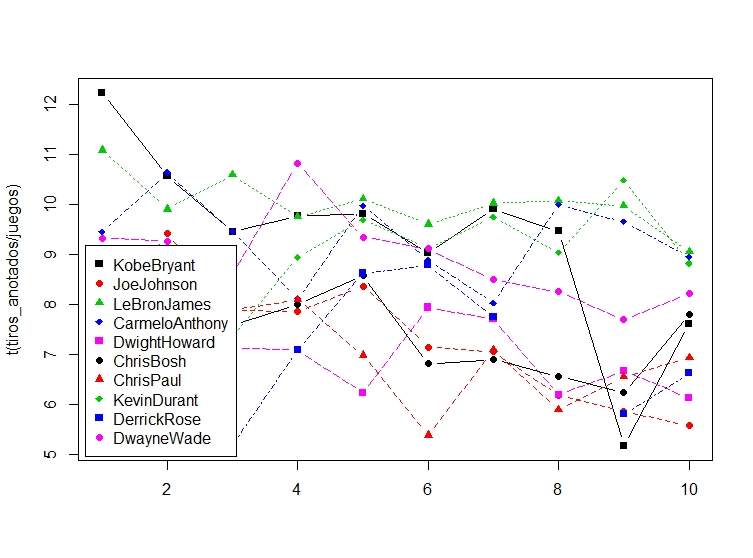 t(tiros_anotados/juegos)
12
11
10
9
8
7
6
5
KobeBryant
JoeJohnson
LeBronJames
CarmeloAnthony
DwightHoward
ChrisBosh
ChrisPaul
KevinDurant
DerrickRose
DwayneWade
2 4 6 8 10